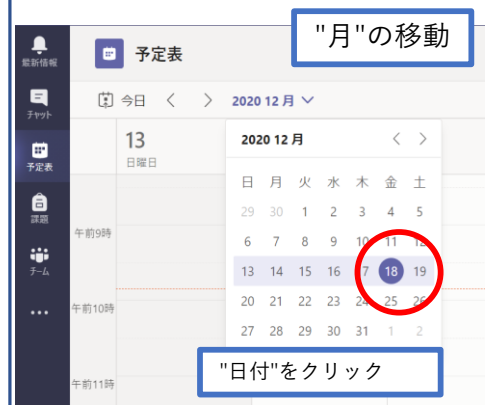 "月"の移動
最新情報
チャット
予定表
課題
チーム
...
予定表
今日 < > 2020 12月
13
日曜日
午前9時
午前10時
午前11時
2020 12月 < >
日 月 火 水 木 金 土
29 30 1 2 3 4 5
6 7 8 9 10 11 12
13 14 15 16 17 18 19
20 21 22 23 24 25 26
27 28 29 30 31 1 2
"日付"をクリック